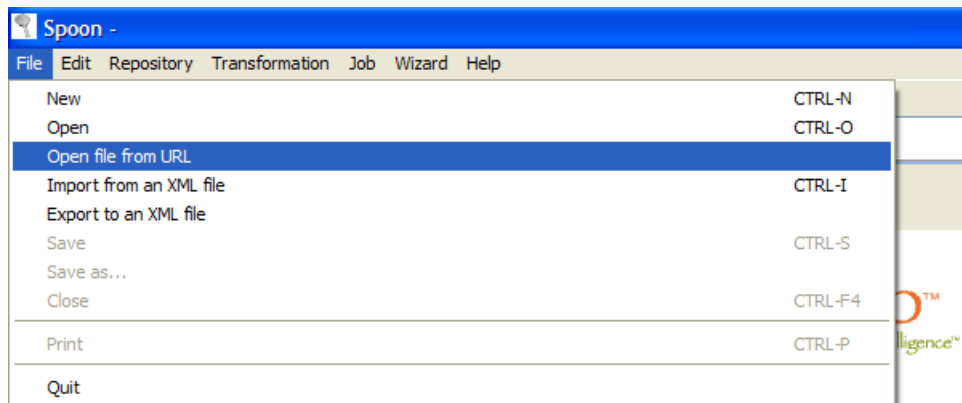 Spoon -
File Edit Repository Transformation Job Wizard Help
New CTRL-N
Open CTRL-O
Open file from URL
Import from an XML file CTRL-I
Export to an XML file
Save CTRL-S
Save as...
Close CTRL-F4
TM
Print CTRL-P
Quit